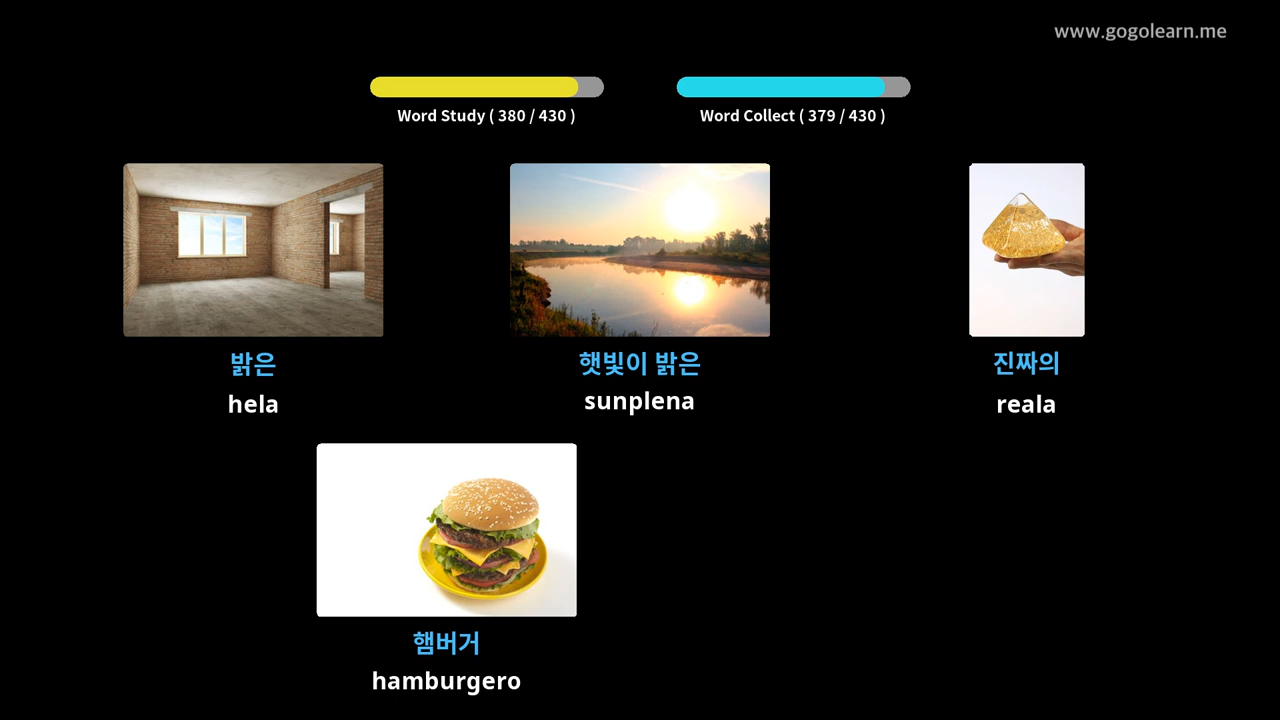 www.gogolearn.me
Word Study ( 380 / 430 )
Word Collect ( 379 / 430 )
밝은
hela
햇빛이 밝은
sunplena
진짜의
reala
햄버거
hamburgero